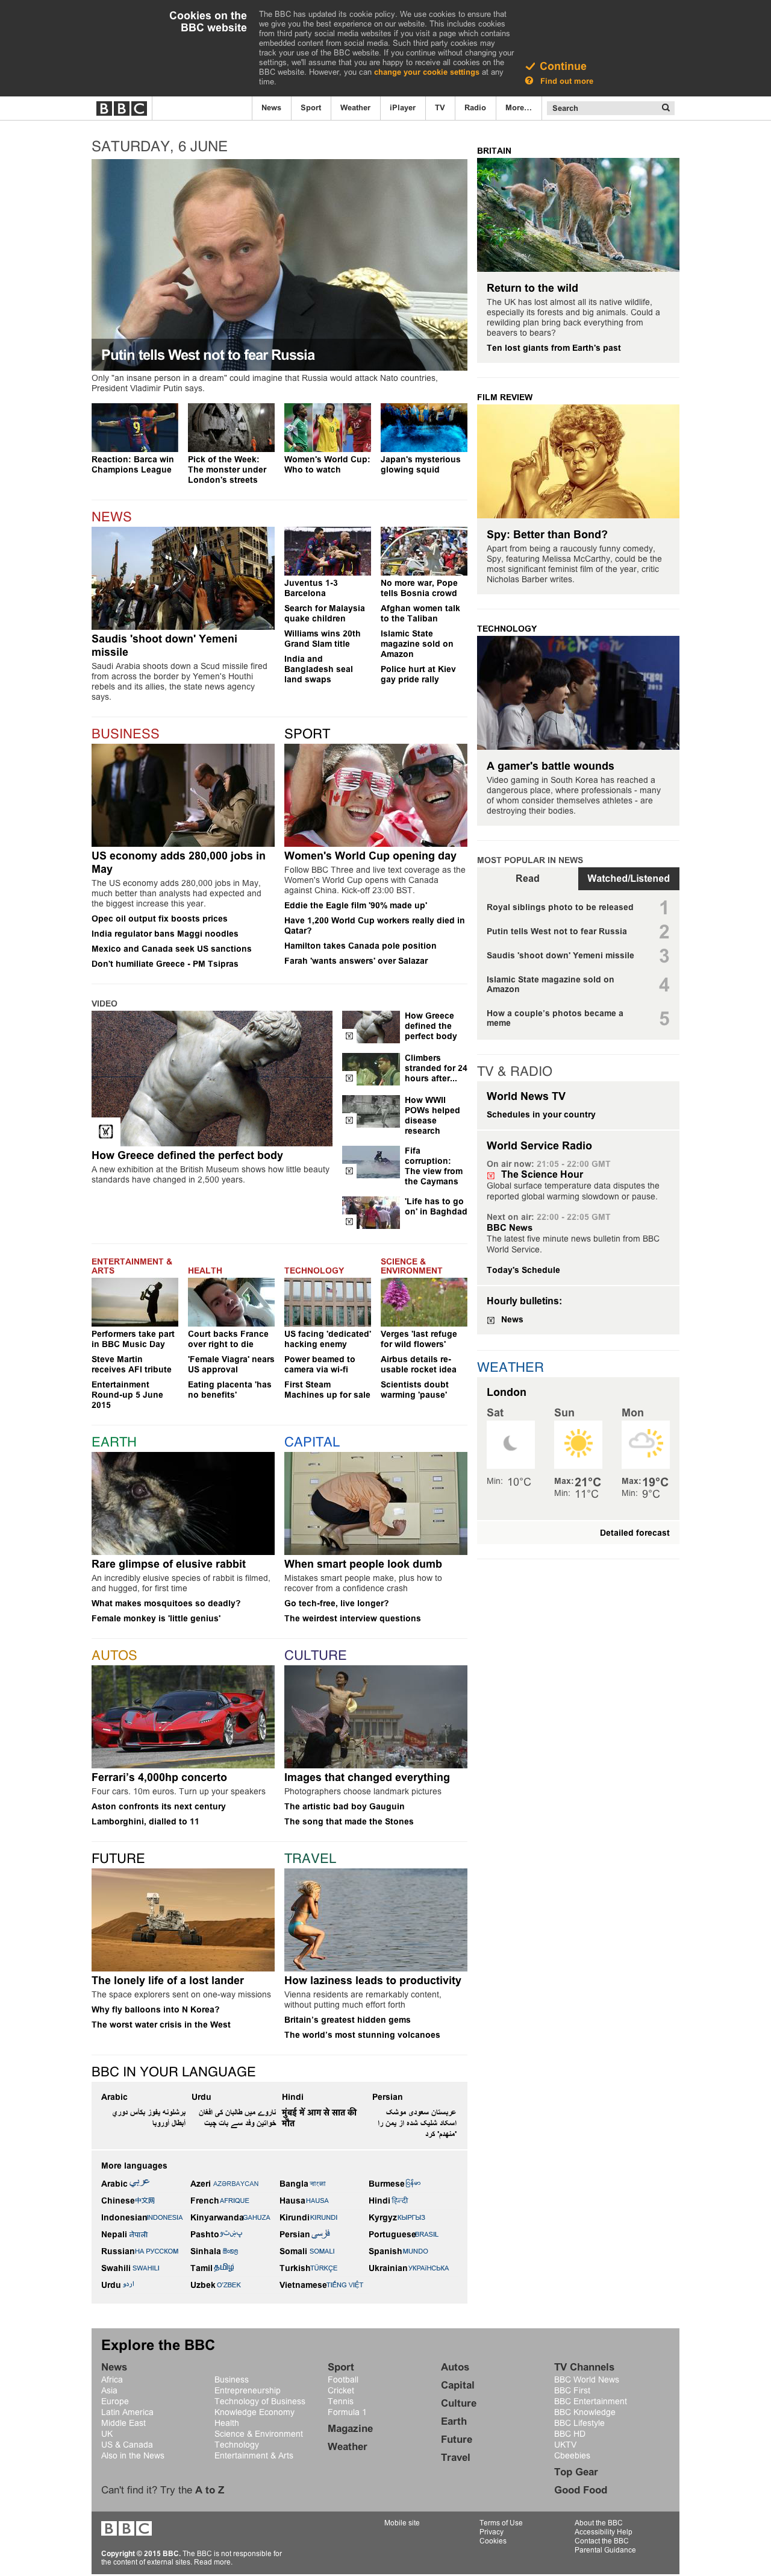 Cookies on the
BBC website
The BBC has updated its cookie policy. We use cookies to ensure that
we give you the best experience on our website. This includes cookies
from third party social media websites if you visit a page which contains
embedded content from social media. Such third party cookies may
track your use of the BBC website. If you continue without changing your
settings, we'll assume that you are happy to receive all cookies on the
BBC website. However, you can change your cookie settings at any
time.
Continue
Find out more
BBC
News Sport Weather iPlayer TV Radio More... Search
SATURDAY, 6 JUNE
Putin tells West not to fear Russia
Only "an insane person in a dream" could imagine that Russia would attack Nato countries,
President Vladimir Putin says.
Reaction: Barca win
Champions League
Pick of the Week:
The monster under
London's streets
Women's World Cup:
Who to watch
Japan's mysterious
glowing squid
NEWS
Saudis 'shoot down' Yemeni
missile
Saudi Arabia shoots down a Scud missile fired
from across the border by Yemen's Houthi
rebels and its allies, the state news agency
says.
Juventus 1-3
Barcelona
Search for Malaysia
quake children
Williams wins 20th
Grand Slam title
India and
Bangladesh seal
land swaps
No more war, Pope
tells Bosnia crowd
Afghan women talk
to the Taliban
Islamic State
magazine sold on
Amazon
Police hurt at Kiev
gay pride rally
BUSINESS
US economy adds 280,000 jobs in
May
The US economy adds 280,000 jobs in May,
much better than analysts had expected and
the biggest increase this year.
Opec oil output fix boosts prices
India regulator bans Maggi noodles
Mexico and Canada seek US sanctions
Don't humiliate Greece - PM Tsipras
SPORT
Women's World Cup opening day
Follow BBC Three and live text coverage as the
Women's World Cup opens with Canada
against China. Kick-off 23:00 BST.
Eddie the Eagle film '90% made up'
Have 1,200 World Cup workers really died in
Qatar?
Hamilton takes Canada pole position
Farah 'wants answers' over Salazar
VIDEO
How Greece defined the perfect body
A new exhibition at the British Museum shows how little beauty
standards have changed in 2,500 years.
How Greece
defined the
perfect body
Climbers
stranded for 24
hours after...
How WWII
POWs helped
disease
research
Fifa
corruption:
The view from
the Caymans
'Life has to go
on' in Baghdad
ENTERTAINMENT &
ARTS
Performers take part
in BBC Music Day
Steve Martin
receives AFI tribute
Entertainment
Round-up 5 June
2015
HEALTH
Court backs France
over right to die
'Female Viagra' nears
US approval
Eating placenta 'has
no benefits'
TECHNOLOGY
US facing 'dedicated'
hacking enemy
Power beamed to
camera via wi-fi
First Steam
Machines up for sale
SCIENCE &
ENVIRONMENT
Verges 'last refuge
for wild flowers'
Airbus details re-
usable rocket idea
Scientists doubt
warming 'pause'
EARTH
Rare glimpse of elusive rabbit
An incredibly elusive species of rabbit is filmed,
and hugged, for first time
What makes mosquitoes so deadly?
Female monkey is 'little genius'
CAPITAL
When smart people look dumb
Mistakes smart people make, plus how to
recover from a confidence crash
Go tech-free, live longer?
The weirdest interview questions
AUTOS
Ferrari's 4,000hp concerto
Four cars. 10m euros. Turn up your speakers
Aston confronts its next century
Lamborghini, dialled to 11
CULTURE
Images that changed everything
Photographers choose landmark pictures
The artistic bad boy Gauguin
The song that made the Stones
FUTURE
The lonely life of a lost lander
The space explorers sent on one-way missions
Why fly balloons into N Korea?
The worst water crisis in the West
TRAVEL
How laziness leads to productivity
Vienna residents are remarkably content,
without putting much effort forth
Britain's greatest hidden gems
The world's most stunning volcanoes
BBC IN YOUR LANGUAGE
Arabic
برشلونة يفوز بكأس دوري
أبطال أوروبا
Urdu
ناروے میں طالبان کی افغان
خواتین وفد سے بات چیت
Hindi
मुंबई में आग से सात की
मौत
Persian
عربستان سعودی موشک
اسکاد شلیک شده از یمن را
'منهدم' کرد
More languages
Arabic عربي Azeri AZƏRBAYCAN Bangla বাংলা Burmese
Chinese 中文网 French AFRIQUE Hausa HAUSA Hindi हिन्दी
Indonesian INDONESIA Kinyarwanda GAHUZA Kirundi KIRUNDI Kyrgyz КЫРГЫЗ
Nepali नेपाली Pashto پښتو Persian فارسی Portuguese BRASIL
Russian НА РУССКОМ Sinhala සිංහල Somali SOMALI Spanish MUNDO
Swahili SWAHILI Tamil தமிழ் Turkish TÜRKÇE Ukrainian УКРАЇНСЬКА
Urdu اردو Uzbek O'ZBEK Vietnamese TIẾNG VIỆT
BRITAIN
Return to the wild
The UK has lost almost all its native wildlife,
especially its forests and big animals. Could a
rewilding plan bring back everything from
beavers to bears?
Ten lost giants from Earth's past
FILM REVIEW
Spy: Better than Bond?
Apart from being a raucously funny comedy,
Spy, featuring Melissa McCarthy, could be the
most significant feminist film of the year, critic
Nicholas Barber writes.
TECHNOLOGY
A gamer's battle wounds
Video gaming in South Korea has reached a
dangerous place, where professionals - many
of whom consider themselves athletes - are
destroying their bodies.
MOST POPULAR IN NEWS
Read Watched/Listened
Royal siblings photo to be released 1
Putin tells West not to fear Russia 2
Saudis 'shoot down' Yemeni missile 3
Islamic State magazine sold on
Amazon 4
How a couple's photos became a
meme 5
TV & RADIO
World News TV
Schedules in your country
World Service Radio
On air now: 21:05 - 22:00 GMT
The Science Hour
Global surface temperature data disputes the
reported global warming slowdown or pause.
Next on air: 22:00 - 22:05 GMT
BBC News
The latest five minute news bulletin from BBC
World Service.
Today's Schedule
Hourly bulletins:
News
WEATHER
London
Sat Sun Mon
Min: 10°C Max: 21°C Max: 19°C
Min: 11°C Min: 9°C
Detailed forecast
Explore the BBC
News
Africa
Asia
Europe
Latin America
Middle East
UK
US & Canada
Also in the News
Business
Entrepreneurship
Technology of Business
Knowledge Economy
Health
Science & Environment
Technology
Entertainment & Arts
Sport
Football
Cricket
Tennis
Formula 1
Magazine
Weather
Autos
Capital
Culture
Earth
Future
Travel
TV Channels
BBC World News
BBC First
BBC Entertainment
BBC Knowledge
BBC Lifestyle
BBC HD
UKTV
Cbeebies
Top Gear
Good Food
Can't find it? Try the A to Z
BBC
Copyright © 2015 BBC. The BBC is not responsible for
the content of external sites. Read more.
Mobile site
Terms of Use
Privacy
Cookies
About the BBC
Accessibility Help
Contact the BBC
Parental Guidance